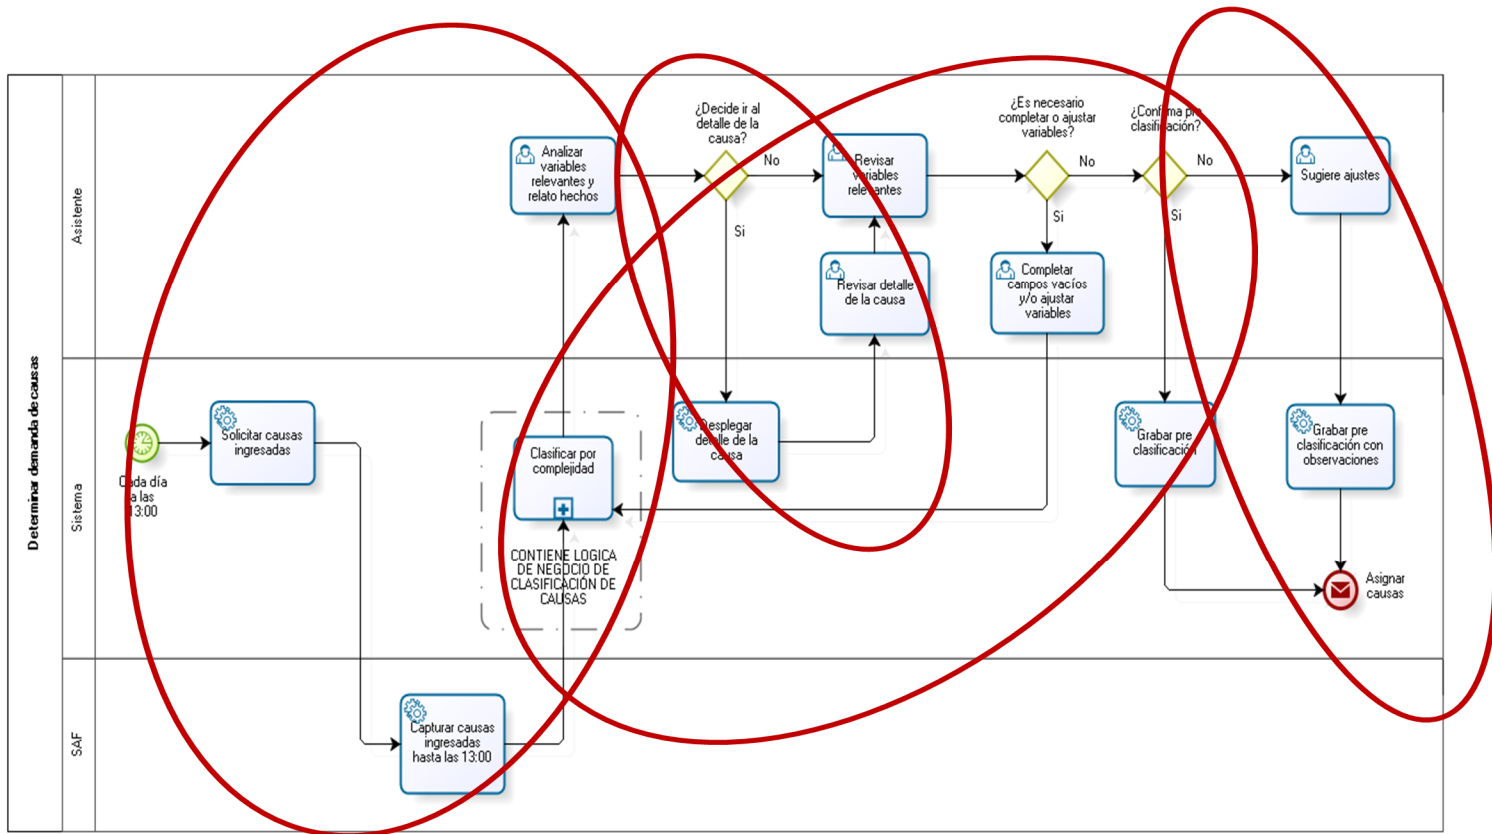 Determinar demanda de causas
Asistente
Analizar
variables
relevantes y
relato hechos
¿Decide ir al
detalle de la
causa?
No
Si
Revisar
variables
relevantes
Revisar detalle
de la causa
¿Es necesario
completar o ajustar
variables?
No
Si
Completar
campos vacíos
y/o ajustar
variables
¿Confirma pre
clasificación?
No
Si
Sugiere ajustes
Sistema
Cada día
a las
13:00
Solicitar causas
ingresadas
Clasificar por
complejidad
CONTIENE LOGICA
DE NEGOCIO DE
CLASIFICACIÓN DE
CAUSAS
Desplegar
detalle de la
causa
Grabar pre
clasificación
Grabar pre
clasificación con
observaciones
Asignar
causas
SAF
Capturar causas
ingresadas
hasta las 13:00